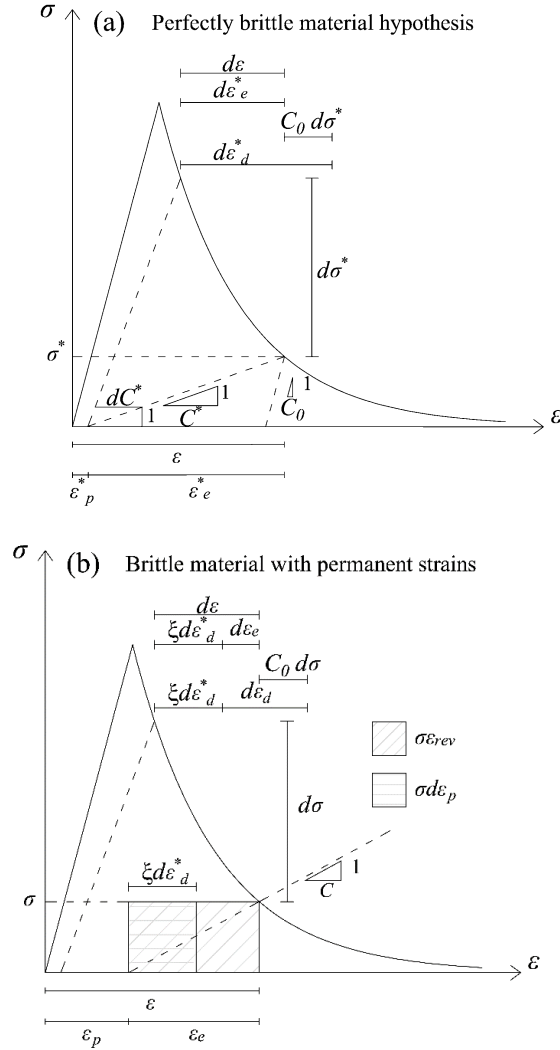 σ
(a) Perfectly brittle material hypothesis
dε
dε*e
C0 dσ*
dε*d
dσ*
σ*
dC*
1
C*
1
1
C0
ε
ε
ε*p
ε*e
σ
(b) Brittle material with permanent strains
dε
ξdε*d dεe
C0 dσ
ξdε*d dεd
σεrev
σdεp
dσ
ξdε*d
σ
C
1
ε
ε
εp
εe